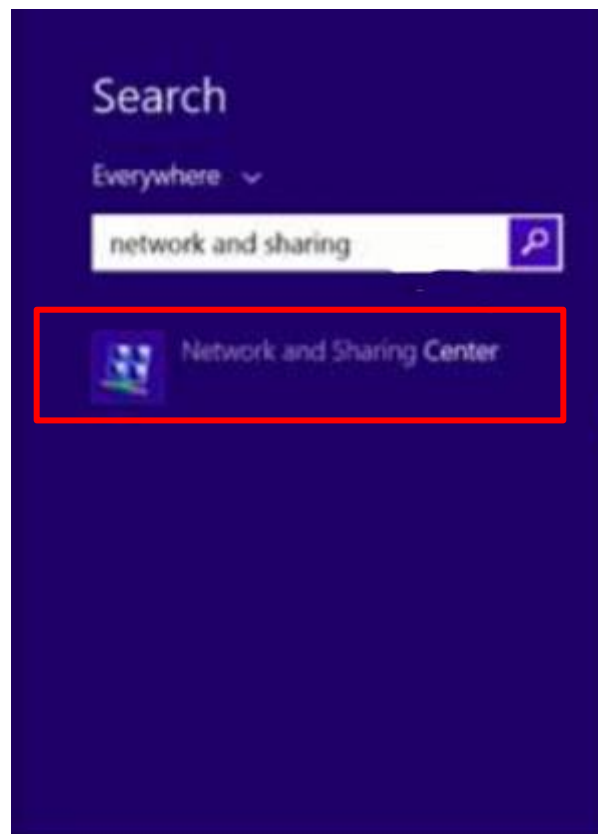 Search
Everywhere
network and sharing
Network and Sharing Center